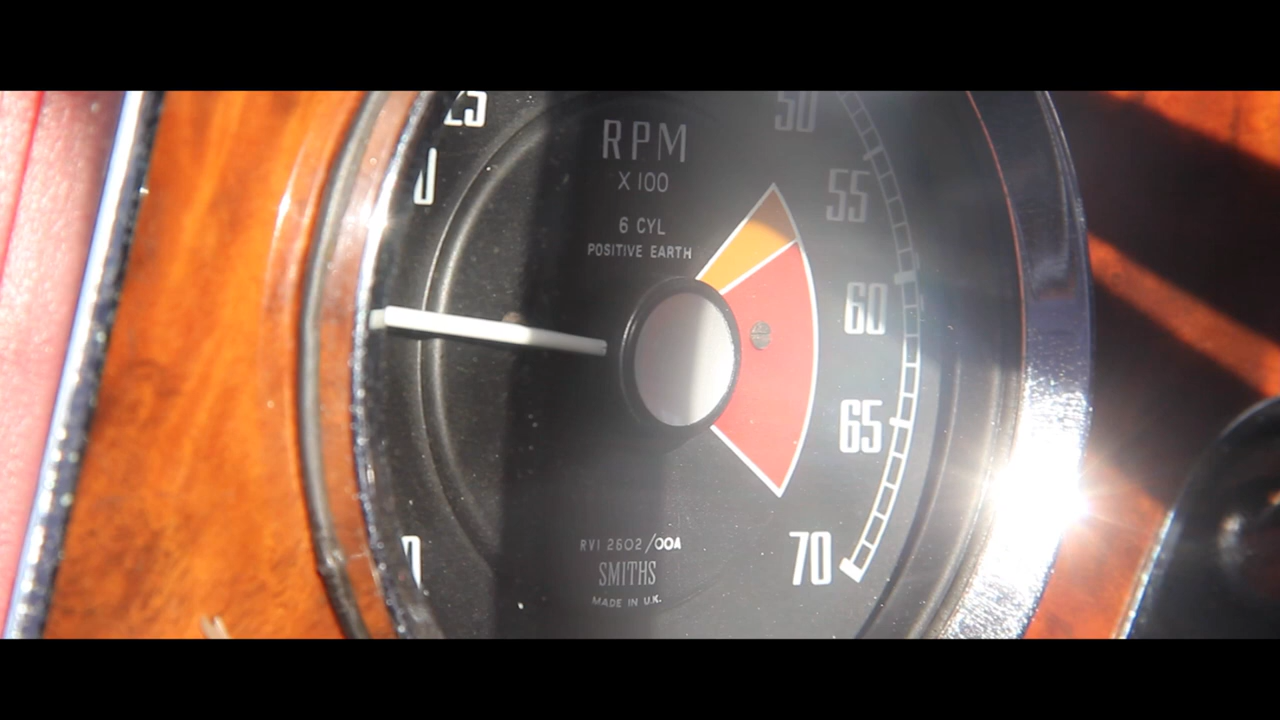 25
50
RPM
X 100
55
6 CYL
POSITIVE EARTH
60
65
RVI 2602/00A
70
SMITHS
MADE IN U.K.